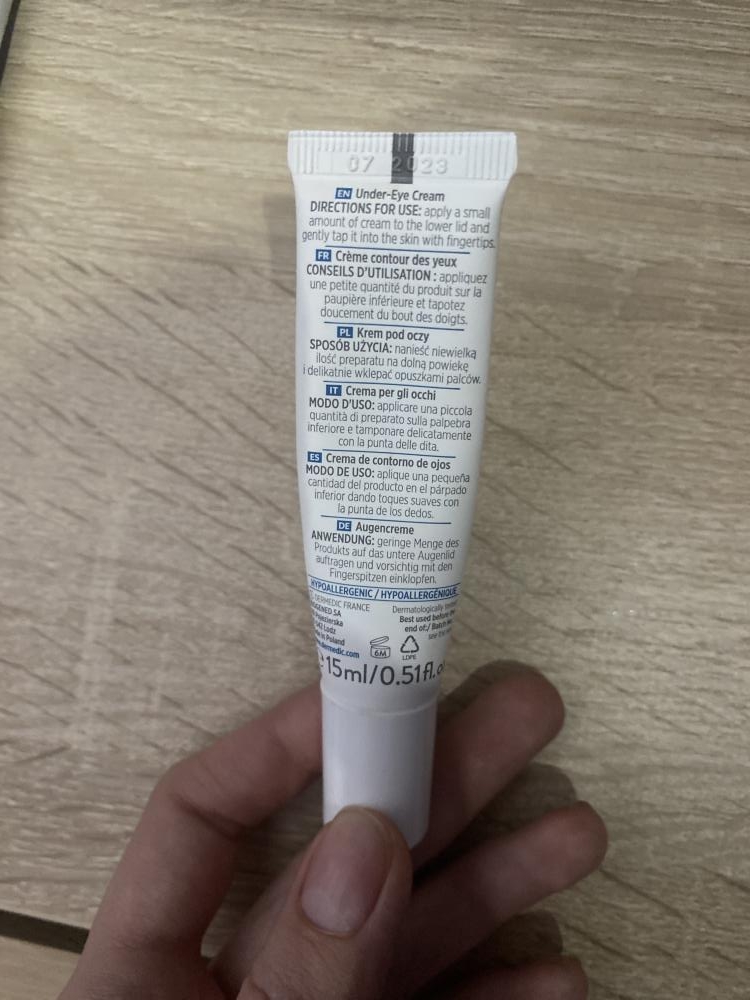 07 2023
EN Under-Eye Cream
DIRECTIONS FOR USE: apply a small
amount of cream to the lower lid and
gently tap it into the skin with fingertips.
FR Crème contour des yeux
CONSEILS D'UTILISATION : appliquez
une petite quantité du produit sur la
paupière inférieure et tapotez
doucement du bout des doigts.
PL Krem pod oczy
SPOSÓB UŻYCIA: nanieść niewielką
ilość preparatu na dolną powiekę
i delikatnie wklepać opuszkami palców.
IT Crema per gli occhi
MODO D'USO: applicare una piccola
quantità di preparato sulla palpebra
inferiore e tamponare delicatamente
con la punta delle dita.
ES Crema de contorno de ojos
MODO DE USO: aplique una pequeña
cantidad del producto en el párpado
inferior dando toques suaves con
la punta de los dedos.
DE Augencreme
ANWENDUNG: geringe Menge des
Produkts auf das untere Augenlid
auftragen und vorsichtig mit den
Fingerspitzen einklopfen.
HYPOALLERGENIC / HYPOALLERGÉNIQUE
DERMEDIC FRANCE
SA
in Poland
Dermatologically
Best used before
end of:/
see
6M
LDPE
15ml/0.51fl.